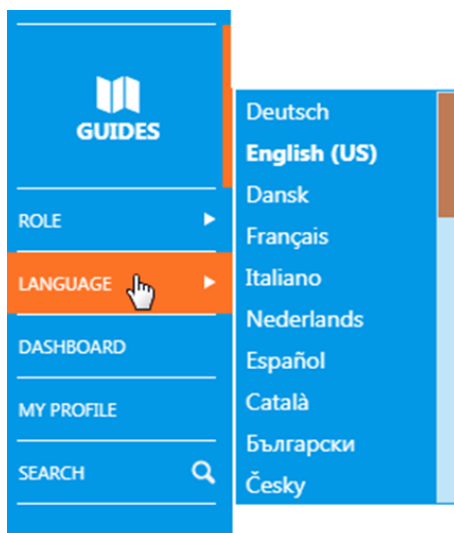 GUIDES
ROLE
LANGUAGE
DASHBOARD
MY PROFILE
SEARCH
Deutsch
English (US)
Dansk
Français
Italiano
Nederlands
Español
Català
Български
Česky